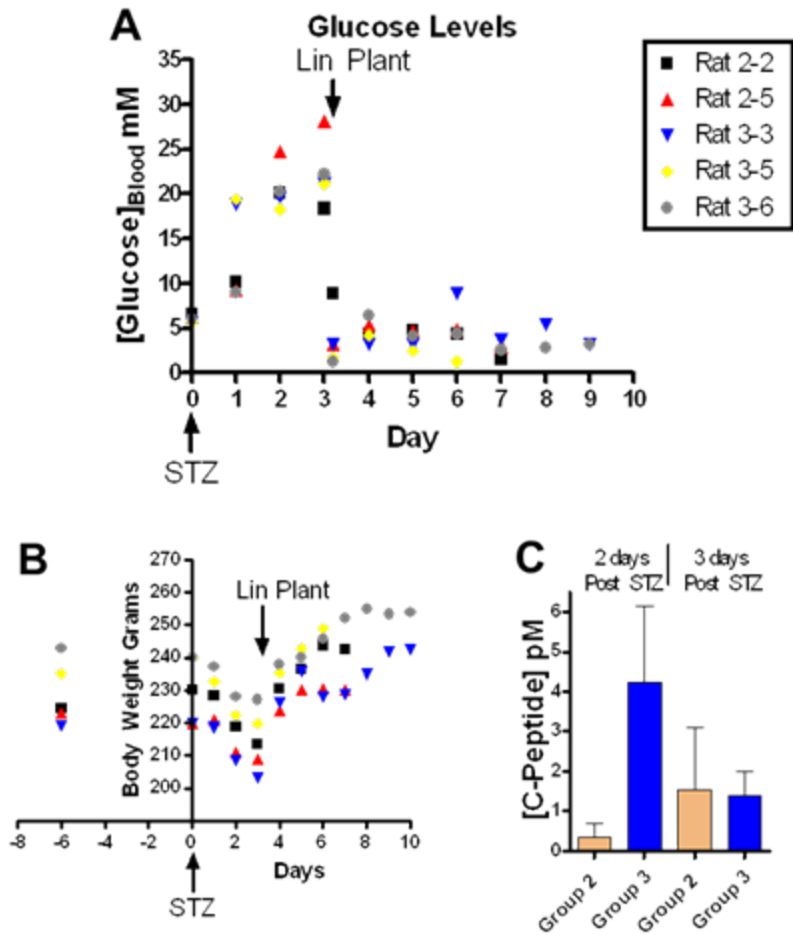 A
Glucose Levels
Lin Plant
[Glucose]Blood mM
35
30
25
20
15
10
5
0
0 1 2 3 4 5 6 7 8 9 10
Day
STZ
Rat 2-2
Rat 2-5
Rat 3-3
Rat 3-5
Rat 3-6
B
Lin Plant
Body Weight Grams
270
260
250
240
230
220
210
200
-8 -6 -4 -2 0 2 4 6 8 10
Days
STZ
C
2 days 3 days
Post STZ Post STZ
[C-Peptide] pM
6
5
4
3
2
1
0
Group 2 Group 3 Group 2 Group 3